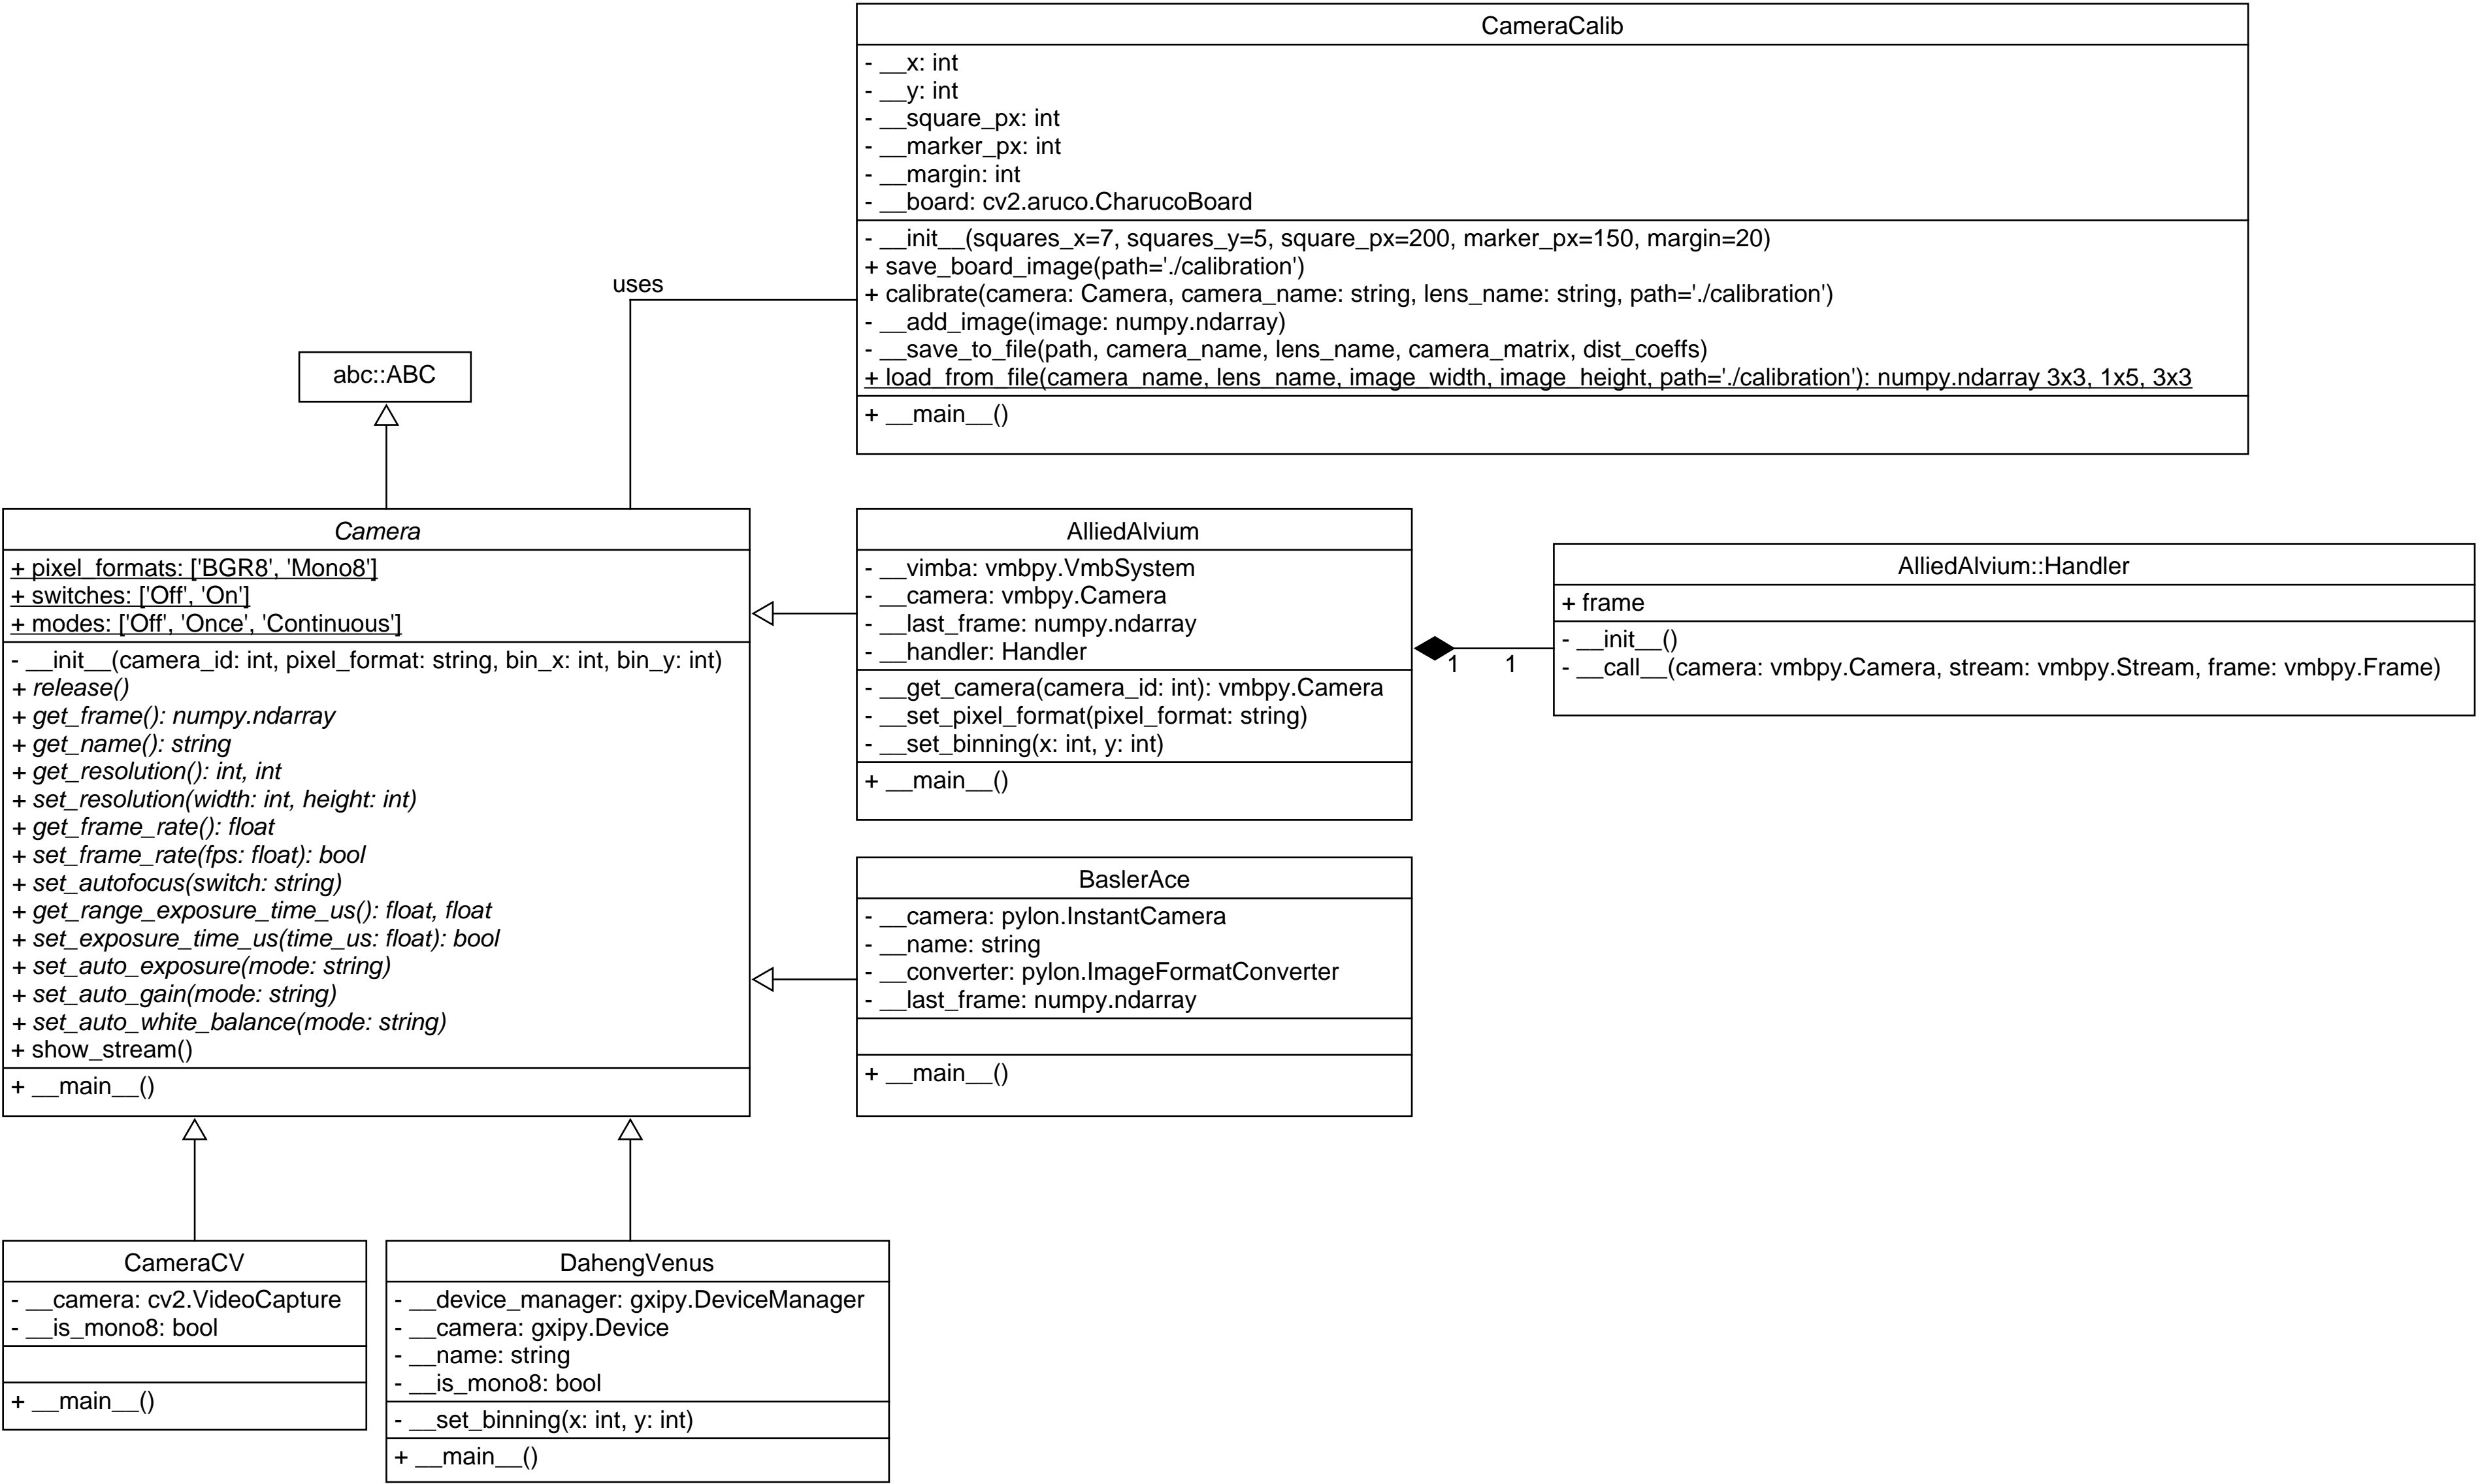 CameraCalib
- __x: int
- __y: int
- __square_px: int
- __marker_px: int
- __margin: int
- __board: cv2.aruco.CharucoBoard
- __init__(squares_x=7, squares_y=5, square_px=200, marker_px=150, margin=20)
+ save_board_image(path='./calibration')
+ calibrate(camera: Camera, camera_name: string, lens_name: string, path='./calibration')
- __add_image(image: numpy.ndarray)
- __save_to_file(path, camera_name, lens_name, camera_matrix, dist_coeffs)
+ load_from_file(camera_name, lens_name, image_width, image_height, path='./calibration'): numpy.ndarray 3x3, 1x5, 3x3
+ __main__()
uses
abc::ABC
Camera
+ pixel_formats: ['BGR8', 'Mono8']
+ switches: ['Off', 'On']
+ modes: ['Off', 'Once', 'Continuous']
- __init__(camera_id: int, pixel_format: string, bin_x: int, bin_y: int)
+ release()
+ get_frame(): numpy.ndarray
+ get_name(): string
+ get_resolution(): int, int
+ set_resolution(width: int, height: int)
+ get_frame_rate(): float
+ set_frame_rate(fps: float): bool
+ set_autofocus(switch: string)
+ get_range_exposure_time_us(): float, float
+ set_exposure_time_us(time_us: float): bool
+ set_auto_exposure(mode: string)
+ set_auto_gain(mode: string)
+ set_auto_white_balance(mode: string)
+ show_stream()
+ __main__()
AlliedAlvium
- __vimba: vmbpy.VmbSystem
- __camera: vmbpy.Camera
- __last_frame: numpy.ndarray
- __handler: Handler
- __get_camera(camera_id: int): vmbpy.Camera
- __set_pixel_format(pixel_format: string)
- __set_binning(x: int, y: int)
+ __main__()
1 1
AlliedAlvium::Handler
+ frame
- __init__()
- __call__(camera: vmbpy.Camera, stream: vmbpy.Stream, frame: vmbpy.Frame)
BaslerAce
- __camera: pylon.InstantCamera
- __name: string
- __converter: pylon.ImageFormatConverter
- __last_frame: numpy.ndarray
+ __main__()
CameraCV
- __camera: cv2.VideoCapture
- __is_mono8: bool
+ __main__()
DahengVenus
- __device_manager: gxipy.DeviceManager
- __camera: gxipy.Device
- __name: string
- __is_mono8: bool
- __set_binning(x: int, y: int)
+ __main__()